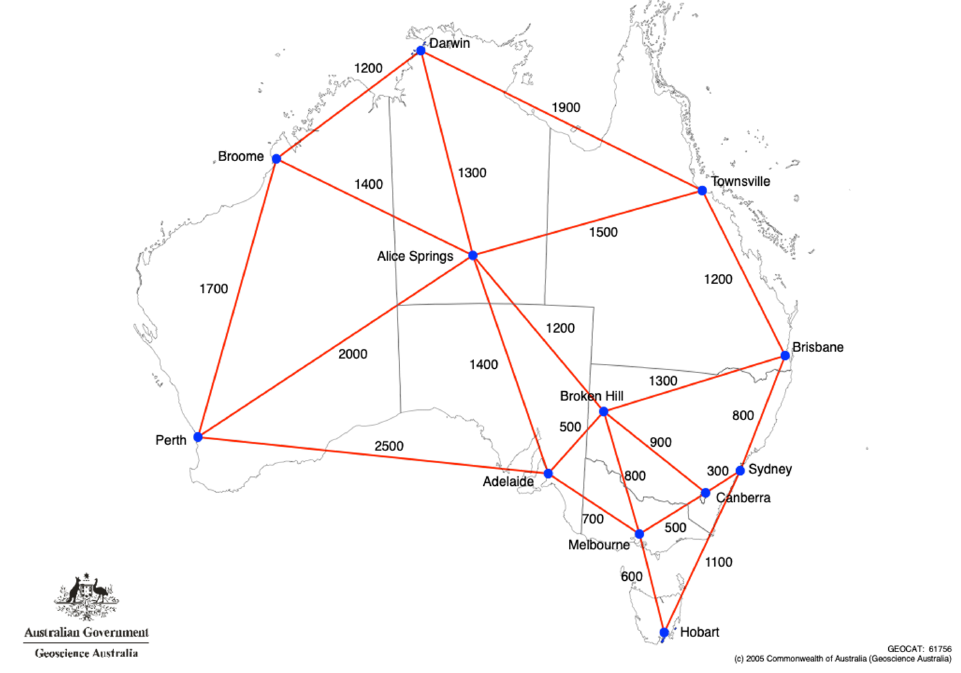 Darwin
1200
1900
Broome
Townsville
1400
1300
1500
Alice Springs
1700
1200
1200
Brisbane
2000
1400
1300
Broken Hill
800
500
900
Perth
2500
300
Sydney
800
Adelaide
Canberra
700
500
Melbourne
1100
600
Hobart
Australian Government
Geoscience Australia
GEOCAT: 61756
(c) 2005 Commonwealth of Australia (Geoscience Australia)